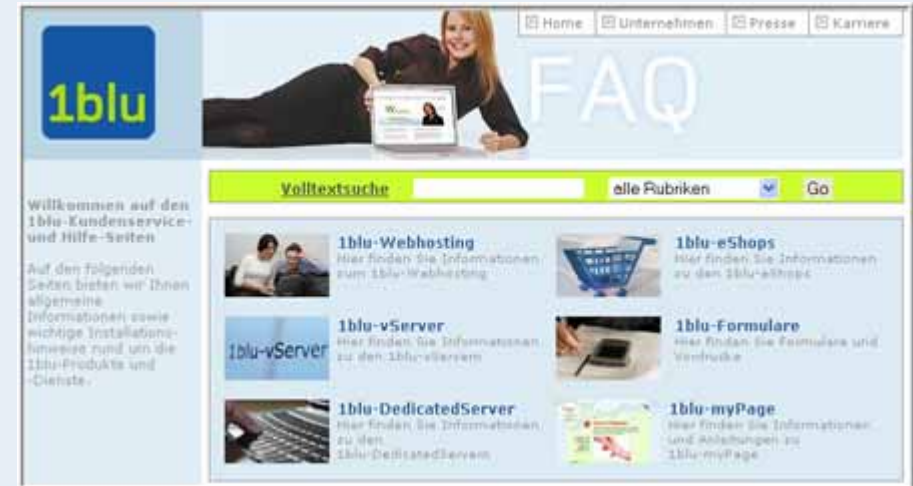 Home Unternehmen Presse Karriere
1blu
FAQ
Volltextsuche alle Rubriken Go
Willkommen auf den
1blu-Kundenservice-
und Hilfe-Seiten
Auf den folgenden
Seiten bieten wir Ihnen
allgemeine
Informationen sowie
wichtige Installations-
hinweise rund um die
1blu-Produkte und
-Dienste.
1blu-Webhosting
Hier finden Sie Informationen
zum 1blu-Webhosting
1blu-eShops
Hier finden Sie Informationen
zu den 1blu-eShops
1blu-vServer
1blu-vServer
Hier finden Sie Informationen
zu den 1blu-vServern
1blu-Formulare
Hier finden Sie Formulare und
Vordrucke
1blu-DedicatedServer
Hier finden Sie Informationen
zu den
1blu-DedicatedServern
1blu-myPage
Hier finden Sie Informationen
und Anleitungen zu
1blu-myPage